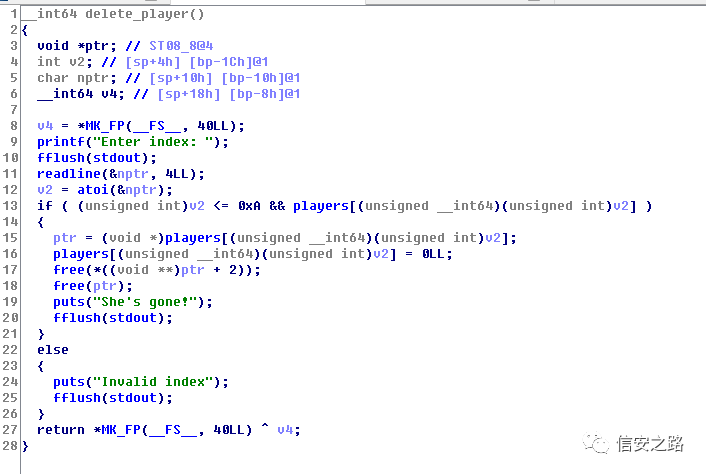 1 __int64 delete_player()
2 {
3   void *ptr; // ST08_8@4
4   int v2; // [sp+4h] [bp-1Ch]@1
5   char nptr; // [sp+10h] [bp-10h]@1
6   __int64 v4; // [sp+18h] [bp-8h]@1
7
8   v4 = *MK_FP(__FS__, 40LL);
9   printf("Enter index: ");
10   fflush(stdout);
11   readline(&nptr, 4LL);
12   v2 = atoi(&nptr);
13   if ( (unsigned int)v2 <= 0xA && players[(unsigned __int64)(unsigned int)v2] )
14   {
15     ptr = (void *)players[(unsigned __int64)(unsigned int)v2];
16     players[(unsigned __int64)(unsigned int)v2] = 0LL;
17     free(*((void **)ptr + 2));
18     free(ptr);
19     puts("She's gone!");
20     fflush(stdout);
21   }
22   else
23   {
24     puts("Invalid index");
25     fflush(stdout);
26   }
27   return *MK_FP(__FS__, 40LL) ^ v4;
28 }
信安之路